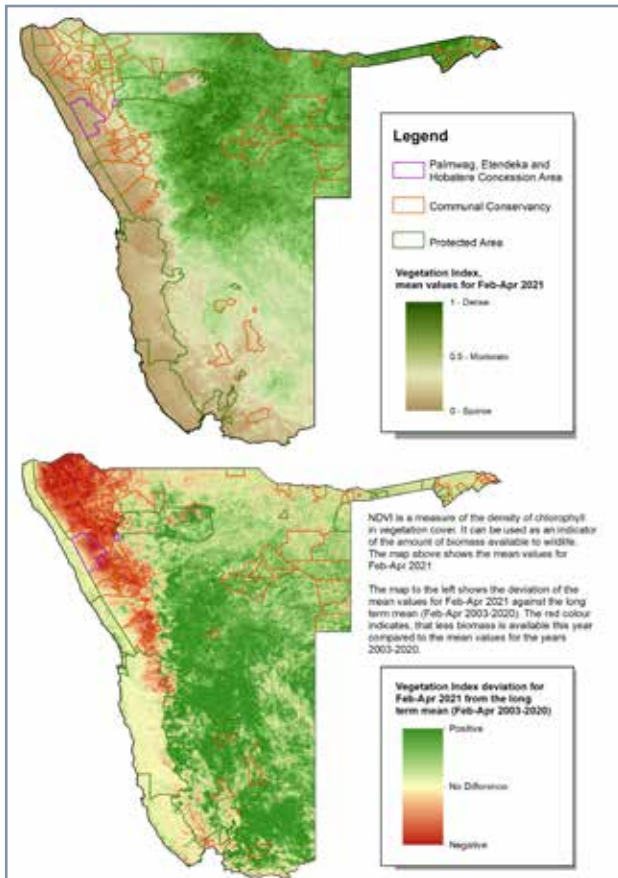 Legend
Palmwag, Etendeka and
Hobatere Concession Area
Communal Conservancy
Protected Area
Vegetation Index,
mean values for Feb-Apr 2021
1 - Dense
0.5 - Moderate
0 - Sparse
NDVI is a measure of the density of chlorophyll
in vegetation cover. It can be used as an indicator
of the amount of biomass available to wildlife.
The map above shows the mean values for
Feb-Apr 2021
The map to the left shows the deviation of the
mean values for Feb-Apr 2021 against the long
term mean (Feb-Apr 2003-2020). The red colour
indicates, that less biomass is available this year
compared to the mean values for the years
2003-2020.
Vegetation Index deviation for
Feb-Apr 2021 from the long
term mean (Feb-Apr 2003-2020)
Positive
No Difference
Negative